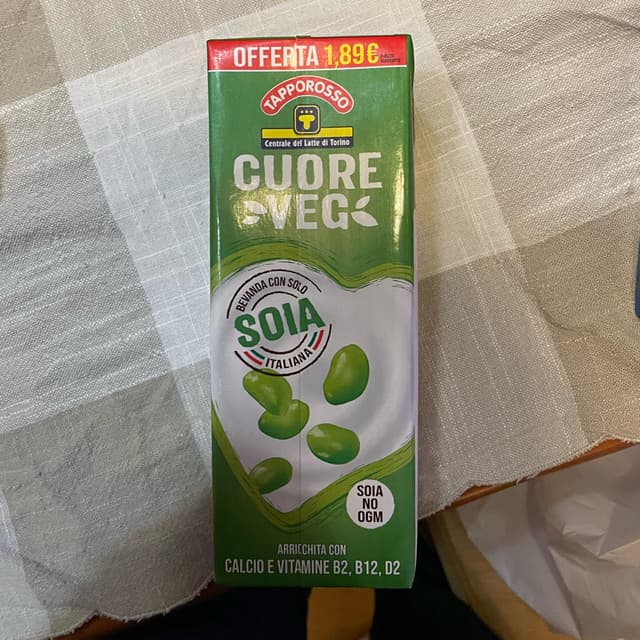 OFFERTA 1,89€
TAPPOROSSO
Centrale del Latte di Torino
CUORE
VEG
BEVANDA CON SOLO
SOIA
ITALIANA
SOIA
NO
OGM
ARRICCHITA CON
CALCIO E VITAMINE B2, B12, D2